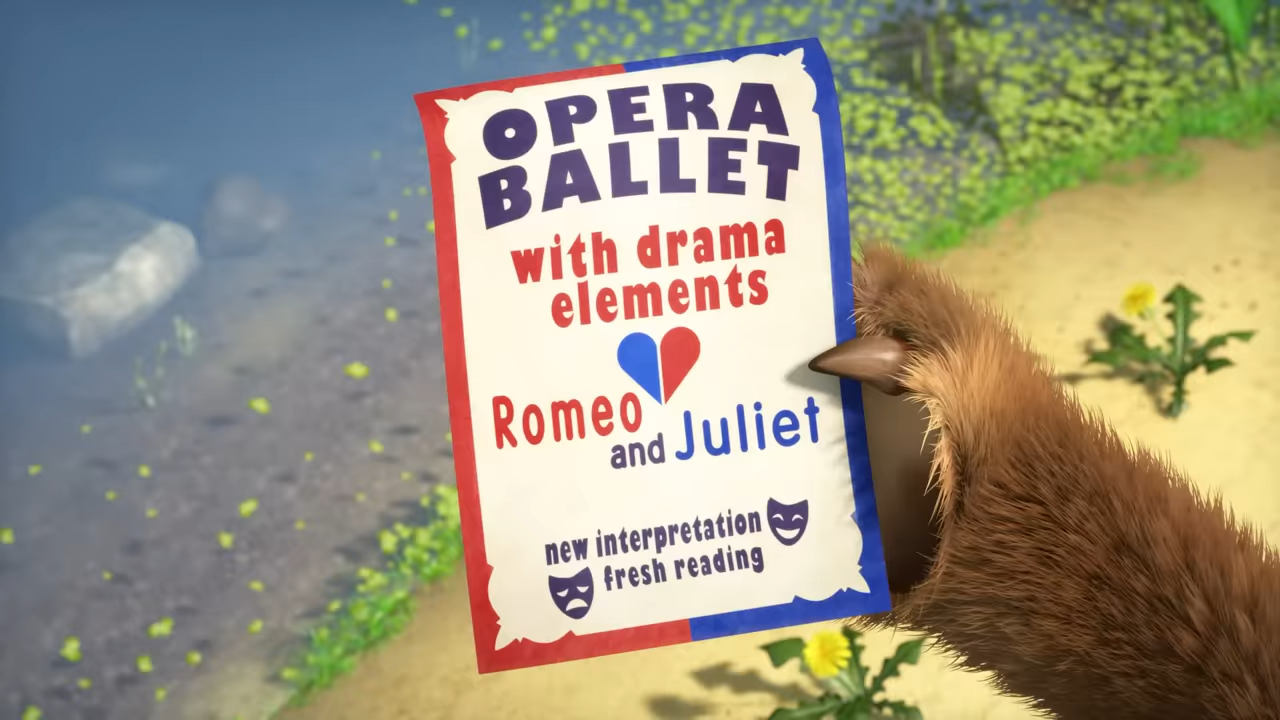 OPERA
BALLET
with drama
elements
Romeo
and Juliet
new interpretation
fresh reading